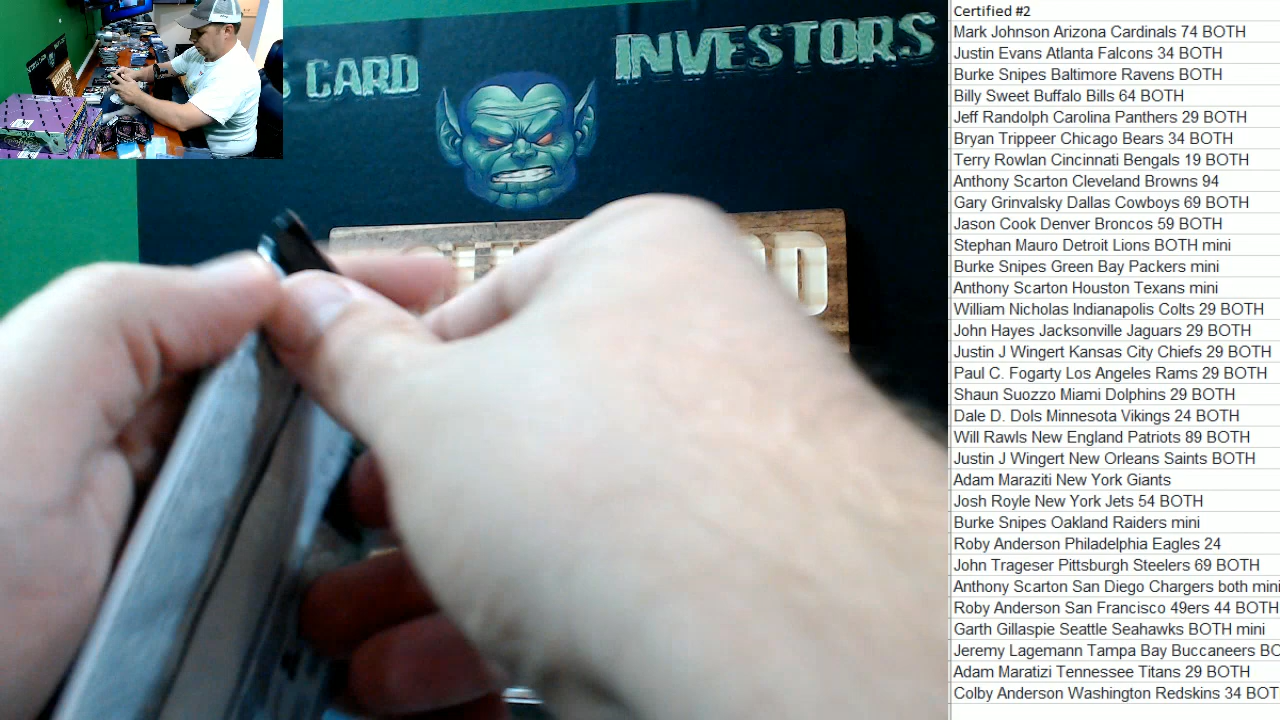 S CARD INVESTORS
Certified #2
Mark Johnson Arizona Cardinals 74 BOTH
Justin Evans Atlanta Falcons 34 BOTH
Burke Snipes Baltimore Ravens BOTH
Billy Sweet Buffalo Bills 64 BOTH
Jeff Randolph Carolina Panthers 29 BOTH
Bryan Trippeer Chicago Bears 34 BOTH
Terry Rowlan Cincinnati Bengals 19 BOTH
Anthony Scarton Cleveland Browns 94
Gary Grinvalsky Dallas Cowboys 69 BOTH
Jason Cook Denver Broncos 59 BOTH
Stephan Mauro Detroit Lions BOTH mini
Burke Snipes Green Bay Packers mini
Anthony Scarton Houston Texans mini
William Nicholas Indianapolis Colts 29 BOTH
John Hayes Jacksonville Jaguars 29 BOTH
Justin J Wingert Kansas City Chiefs 29 BOTH
Paul C. Fogarty Los Angeles Rams 29 BOTH
Shaun Suozzo Miami Dolphins 29 BOTH
Dale D. Dols Minnesota Vikings 24 BOTH
Will Rawls New England Patriots 89 BOTH
Justin J Wingert New Orleans Saints BOTH
Adam Maraziti New York Giants
Josh Royle New York Jets 54 BOTH
Burke Snipes Oakland Raiders mini
Roby Anderson Philadelphia Eagles 24
John Trageser Pittsburgh Steelers 69 BOTH
Anthony Scarton San Diego Chargers both mini
Roby Anderson San Francisco 49ers 44 BOTH
Garth Gillaspie Seattle Seahawks BOTH mini
Jeremy Lagemann Tampa Bay Buccaneers BO
Adam Maratizi Tennessee Titans 29 BOTH
Colby Anderson Washington Redskins 34 BOT